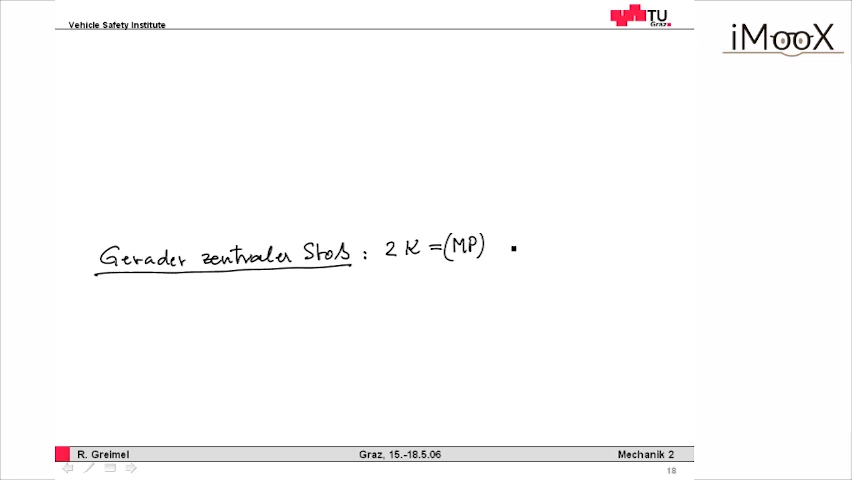 Vehicle Safety Institute
TU
Graz
iMooX
Gerader zentraler Stoß : 2 K = (MP)
R. Greimel
Graz, 15.-18.5.06
Mechanik 2
18